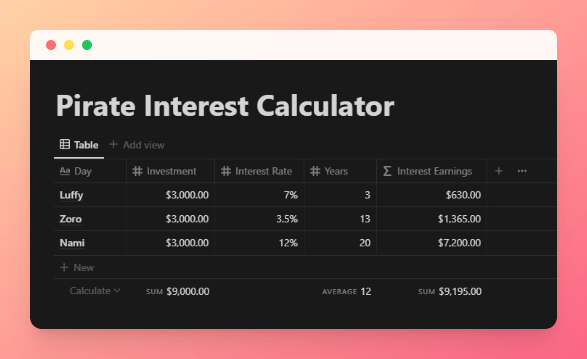 Pirate Interest Calculator
Table + Add view
Aa Day # Investment # Interest Rate # Years Σ Interest Earnings + ...
Luffy $3,000.00 7% 3 $630.00
Zoro $3,000.00 3.5% 13 $1,365.00
Nami $3,000.00 12% 20 $7,200.00
+ New
Calculate SUM $9,000.00 AVERAGE 12 SUM $9,195.00